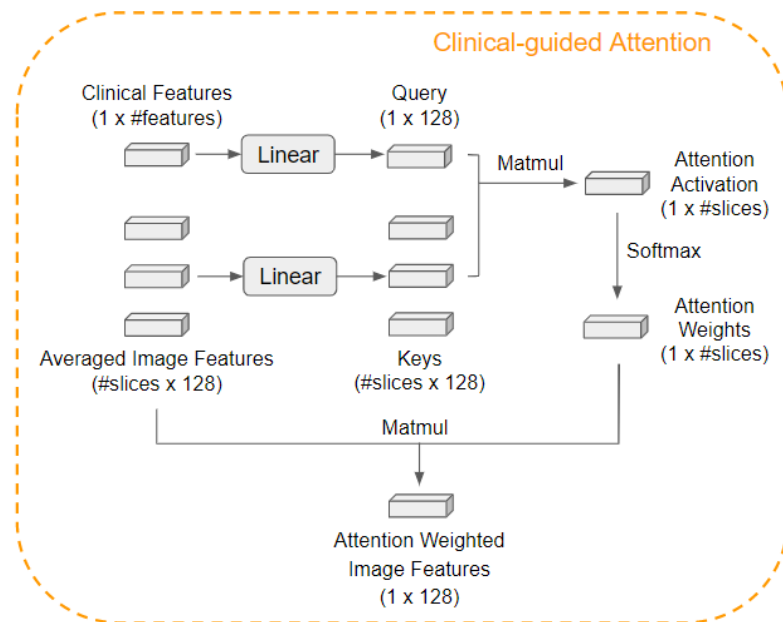 Clinical-guided Attention
Clinical Features
(1 x #features)
Linear
Query
(1 x 128)
Matmul
Attention
Activation
(1 x #slices)
Softmax
Linear
Averaged Image Features
(#slices x 128)
Keys
(#slices x 128)
Attention
Weights
(1 x #slices)
Matmul
Attention Weighted
Image Features
(1 x 128)